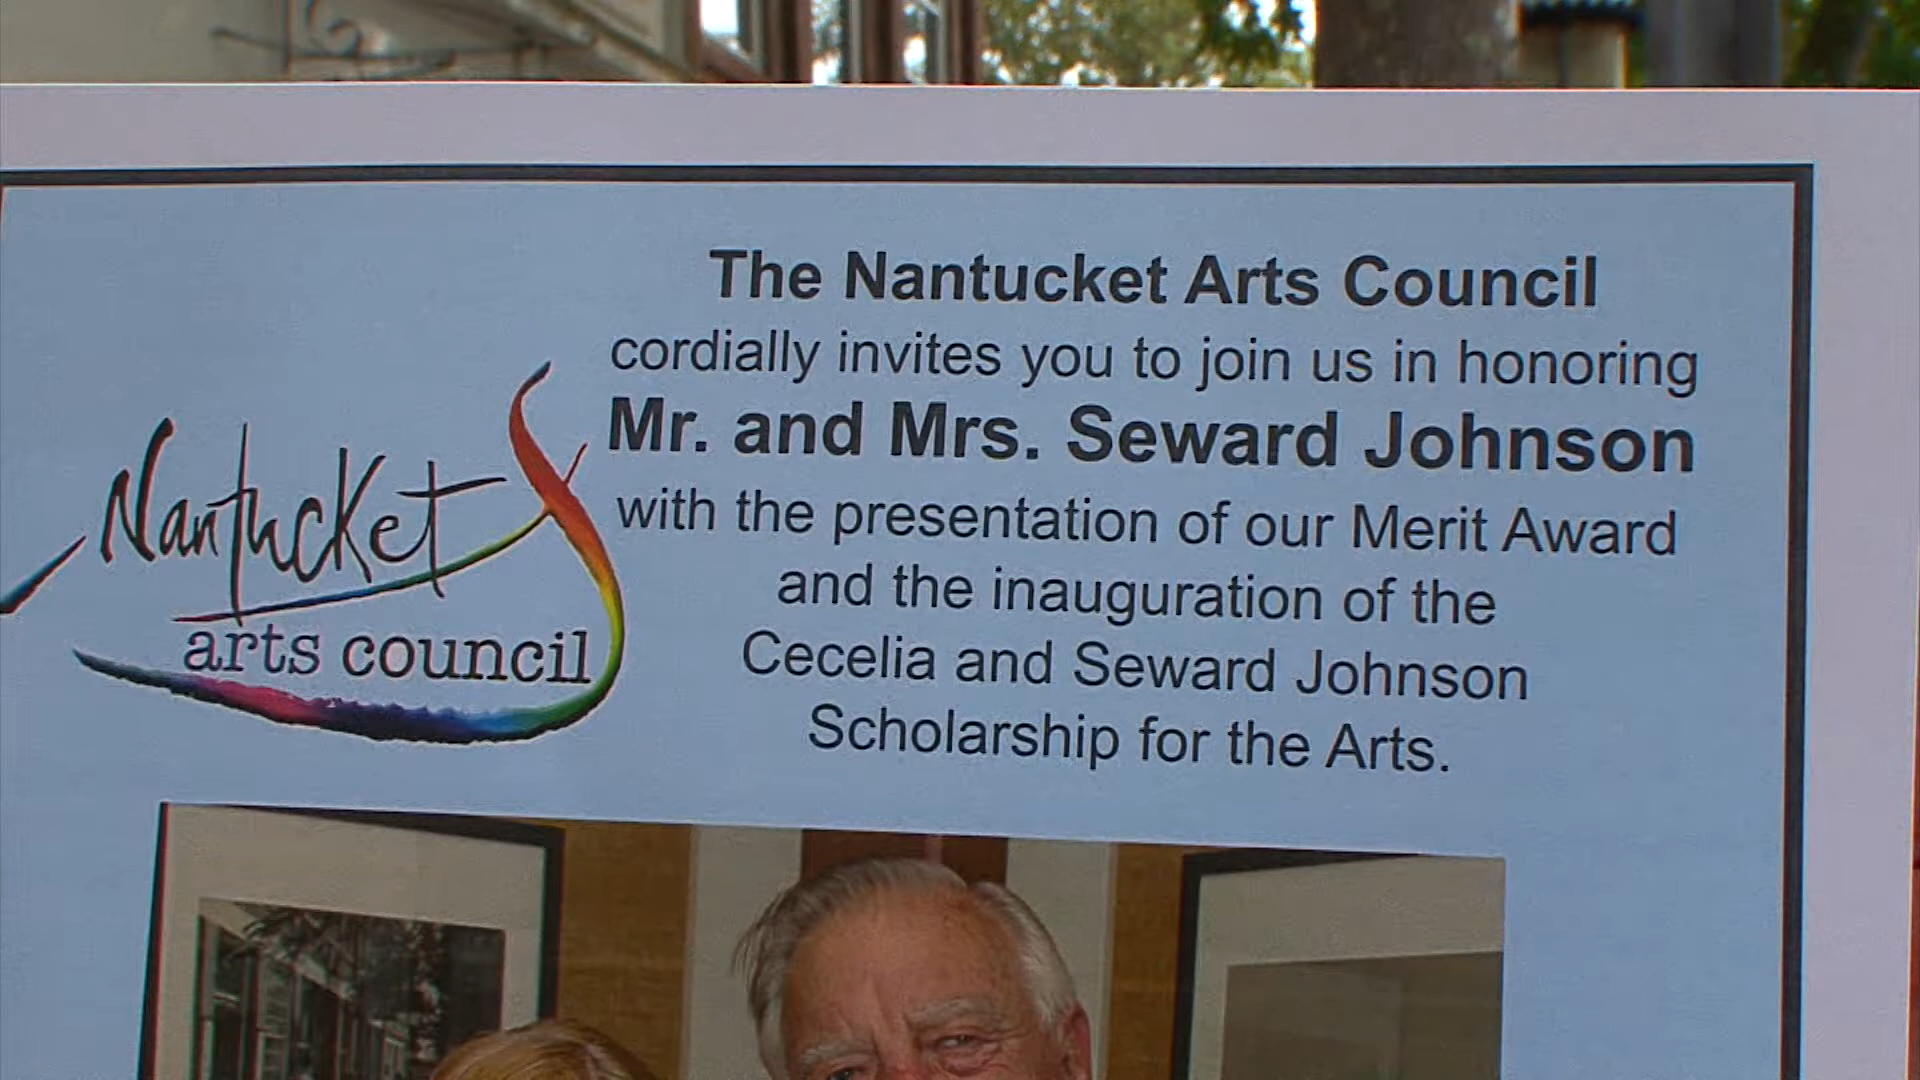 The Nantucket Arts Council
cordially invites you to join us in honoring
Mr. and Mrs. Seward Johnson
with the presentation of our Merit Award
and the inauguration of the
Cecelia and Seward Johnson
Scholarship for the Arts.
Nantucket
arts council